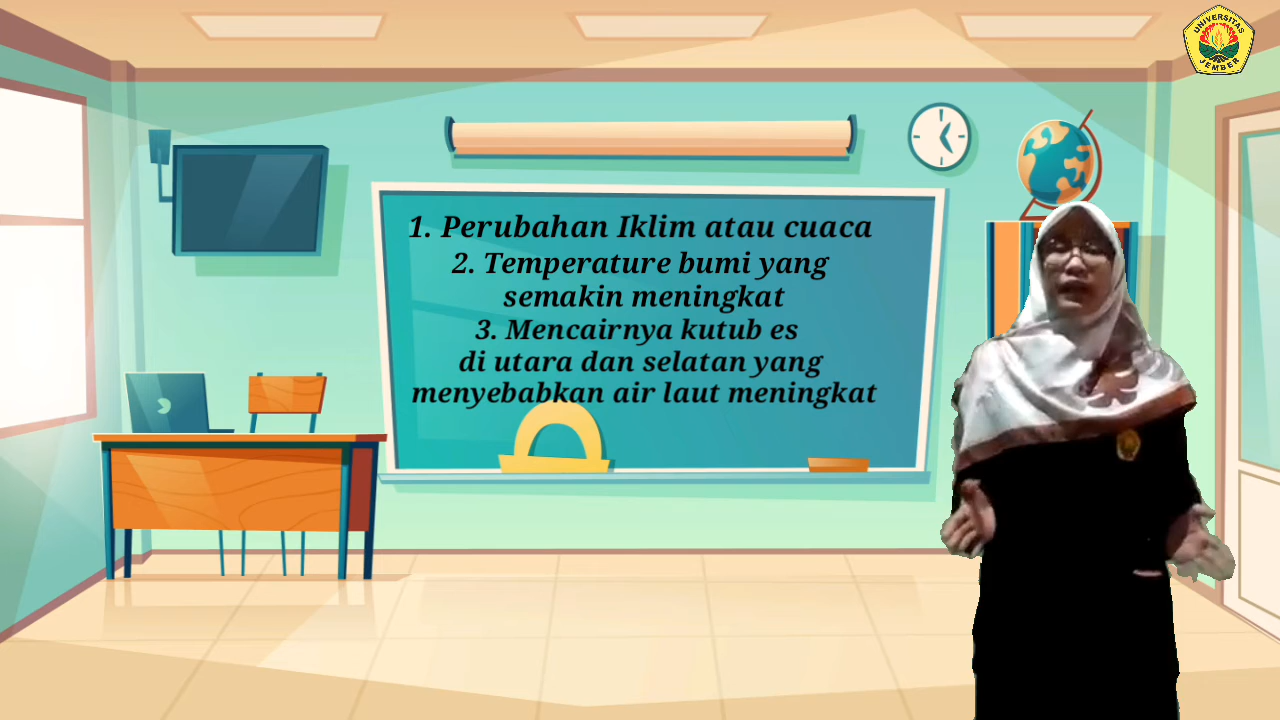 UNIVERSITAS
JEMBER
1. Perubahan Iklim atau cuaca
2. Temperature bumi yang
semakin meningkat
3. Mencairnya kutub es
di utara dan selatan yang
menyebabkan air laut meningkat